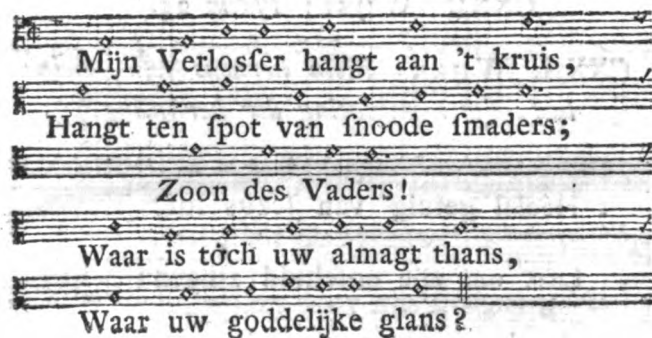 Mijn Verlosſer hangt aan 't kruis,
Hangt ten ſpot van ſnoode ſmaders;
Zoon des Vaders!
Waar is toch uw almagt thans,
Waar uw goddelijke glans?